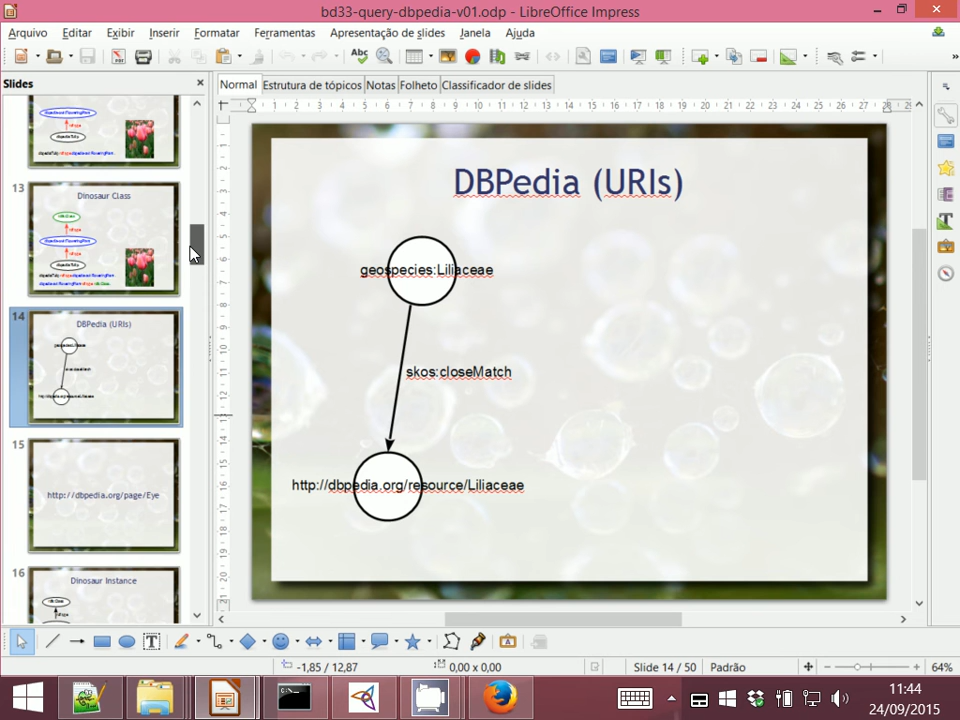 bd33-query-dbpedia-v01.odp - LibreOffice Impress
Arquivo Editar Exibir Inserir Formatar Ferramentas Apresentação de slides Janela Ajuda
Slides
Normal Estrutura de tópicos Notas Folheto Classificador de slides
13
Dinosaur Class
14
DBPedia (URIs)
15
http://dbpedia.org/page/Eye
16
Dinosaur Instance
DBPedia (URIs)
geospecies:Liliaceae
skos:closeMatch
http://dbpedia.org/resource/Liliaceae
-1,85 / 12,87
0,00 x 0,00
Slide 14 / 50
Padrão
64%
11:44
24/09/2015